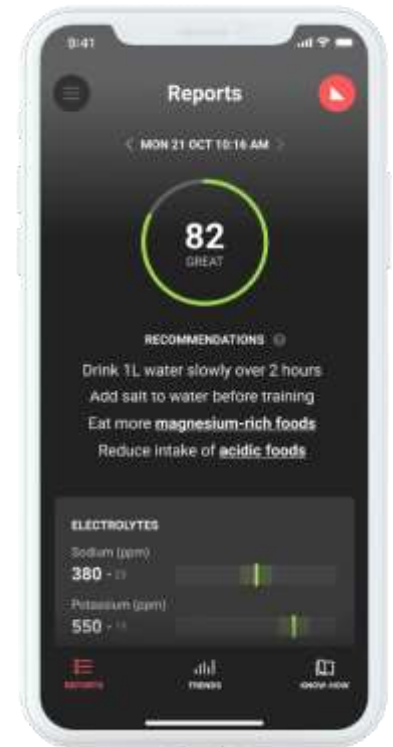 9:41
Reports
MON 21 OCT 10:16 AM
82
GREAT
RECOMMENDATIONS
Drink 1L water slowly over 2 hours
Add salt to water before training
Eat more magnesium-rich foods
Reduce intake of acidic foods
ELECTROLYTES
Sodium (ppm)
380 -
Potassium (ppm)
550 -
REPORTS TRENDS KNOW-HOW